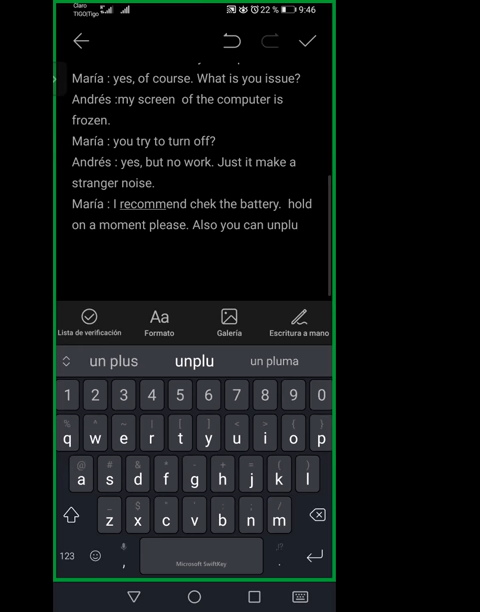 Claro
TIGO|Tigo
22 % 9:46
María : yes, of course. What is you issue?
Andrés :my screen of the computer is
frozen.
María : you try to turn off?
Andrés : yes, but no work. Just it make a
stranger noise.
María : I recommend chek the battery. hold
on a moment please. Also you can unplu
Lista de verificación Formato Galería Escritura a mano
un plus unplu un pluma
1 2 3 4 5 6 7 8 9 0
% ^ ~ | [ ] < > { }
q w e r t y u i o p
@ # & * - + = ( )
a s d f g h j k l
_ $ " ' : ; /
z x c v b n m
123 , Microsoft SwiftKey ,!? .